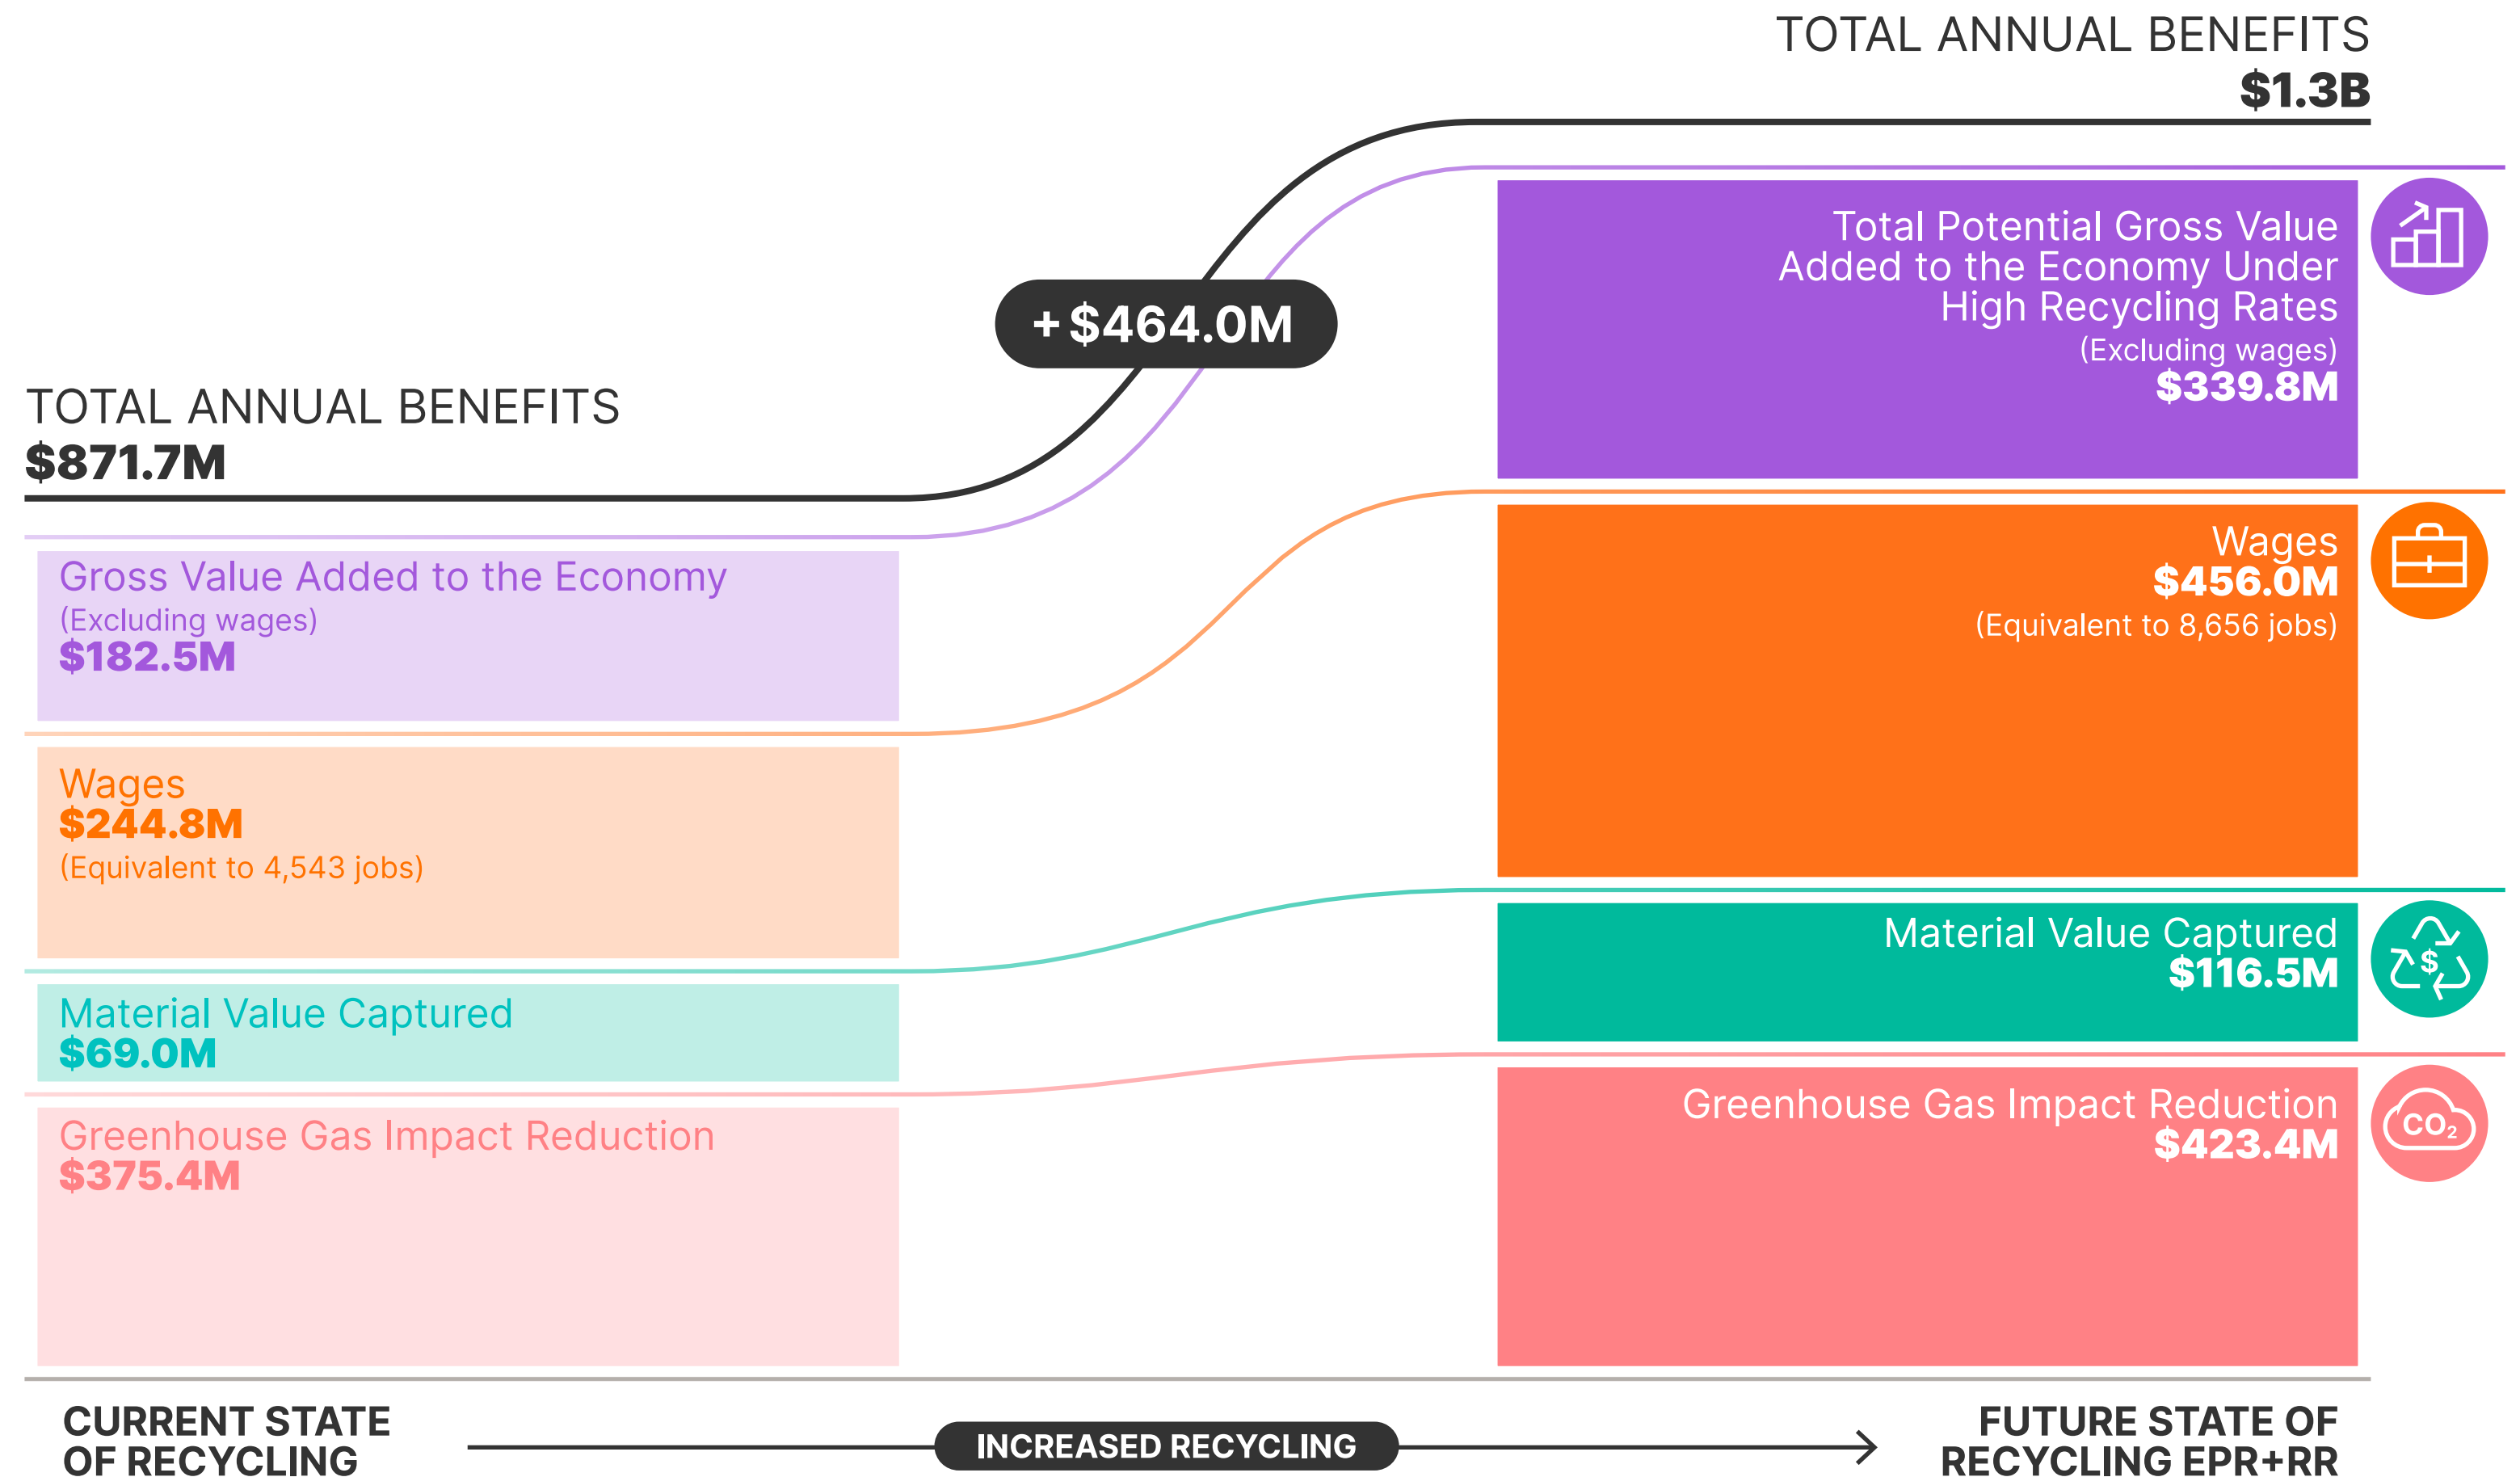 TOTAL ANNUAL BENEFITS
$871.7M
Gross Value Added to the Economy
(Excluding wages)
$182.5M
Wages
$244.8M
(Equivalent to 4,543 jobs)
Material Value Captured
$69.0M
Greenhouse Gas Impact Reduction
$375.4M
CURRENT STATE
OF RECYCLING
+ $464.0M
INCREASED RECYCLING
TOTAL ANNUAL BENEFITS
$1.3B
Total Potential Gross Value
Added to the Economy Under
High Recycling Rates
(Excluding wages)
$339.8M
Wages
$456.0M
(Equivalent to 8,656 jobs)
Material Value Captured
$116.5M
$
Greenhouse Gas Impact Reduction
$423.4M
CO₂
FUTURE STATE OF
RECYCLING EPR+RR